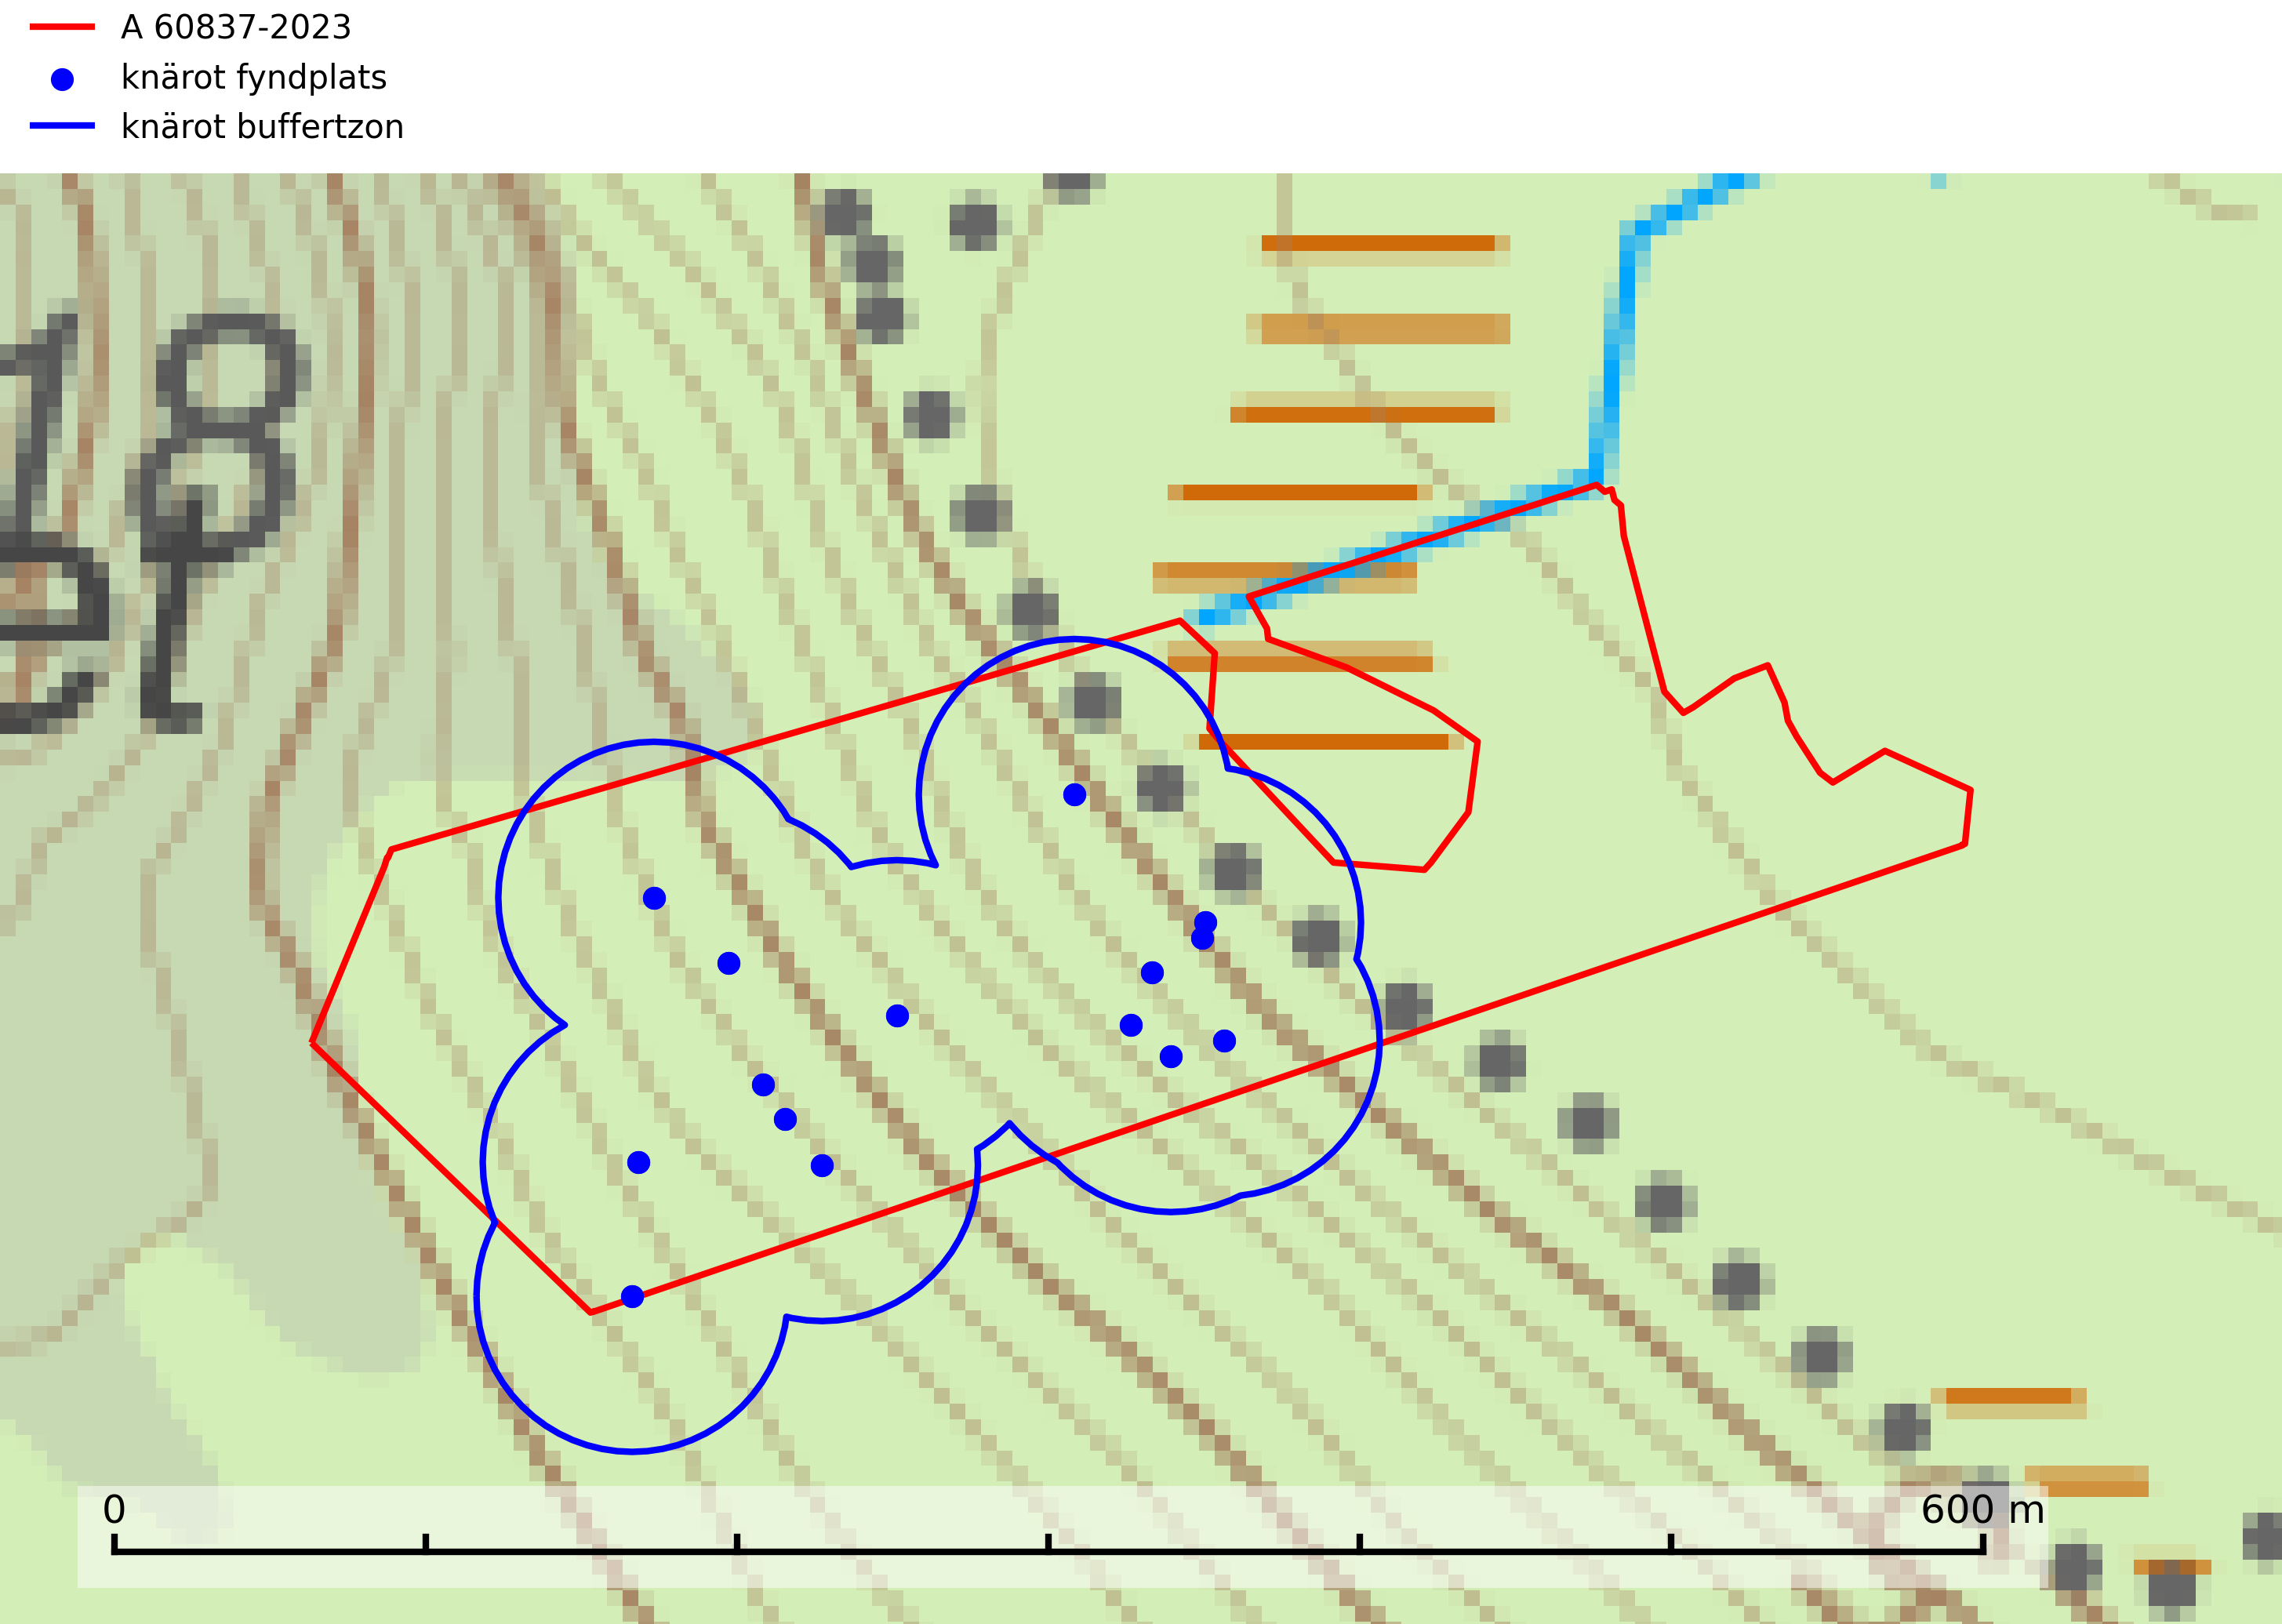 A 60837-2023
knärot fyndplats
knärot buffertzon
0
600 m